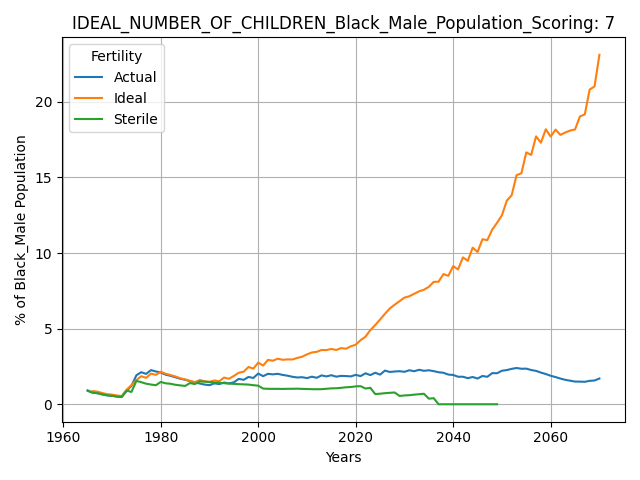 IDEAL_NUMBER_OF_CHILDREN_Black_Male_Population_Scoring: 7
Fertility
Actual
Ideal
Sterile
% of Black_Male Population
20
15
10
5
0
1960 1980 2000 2020 2040 2060
Years